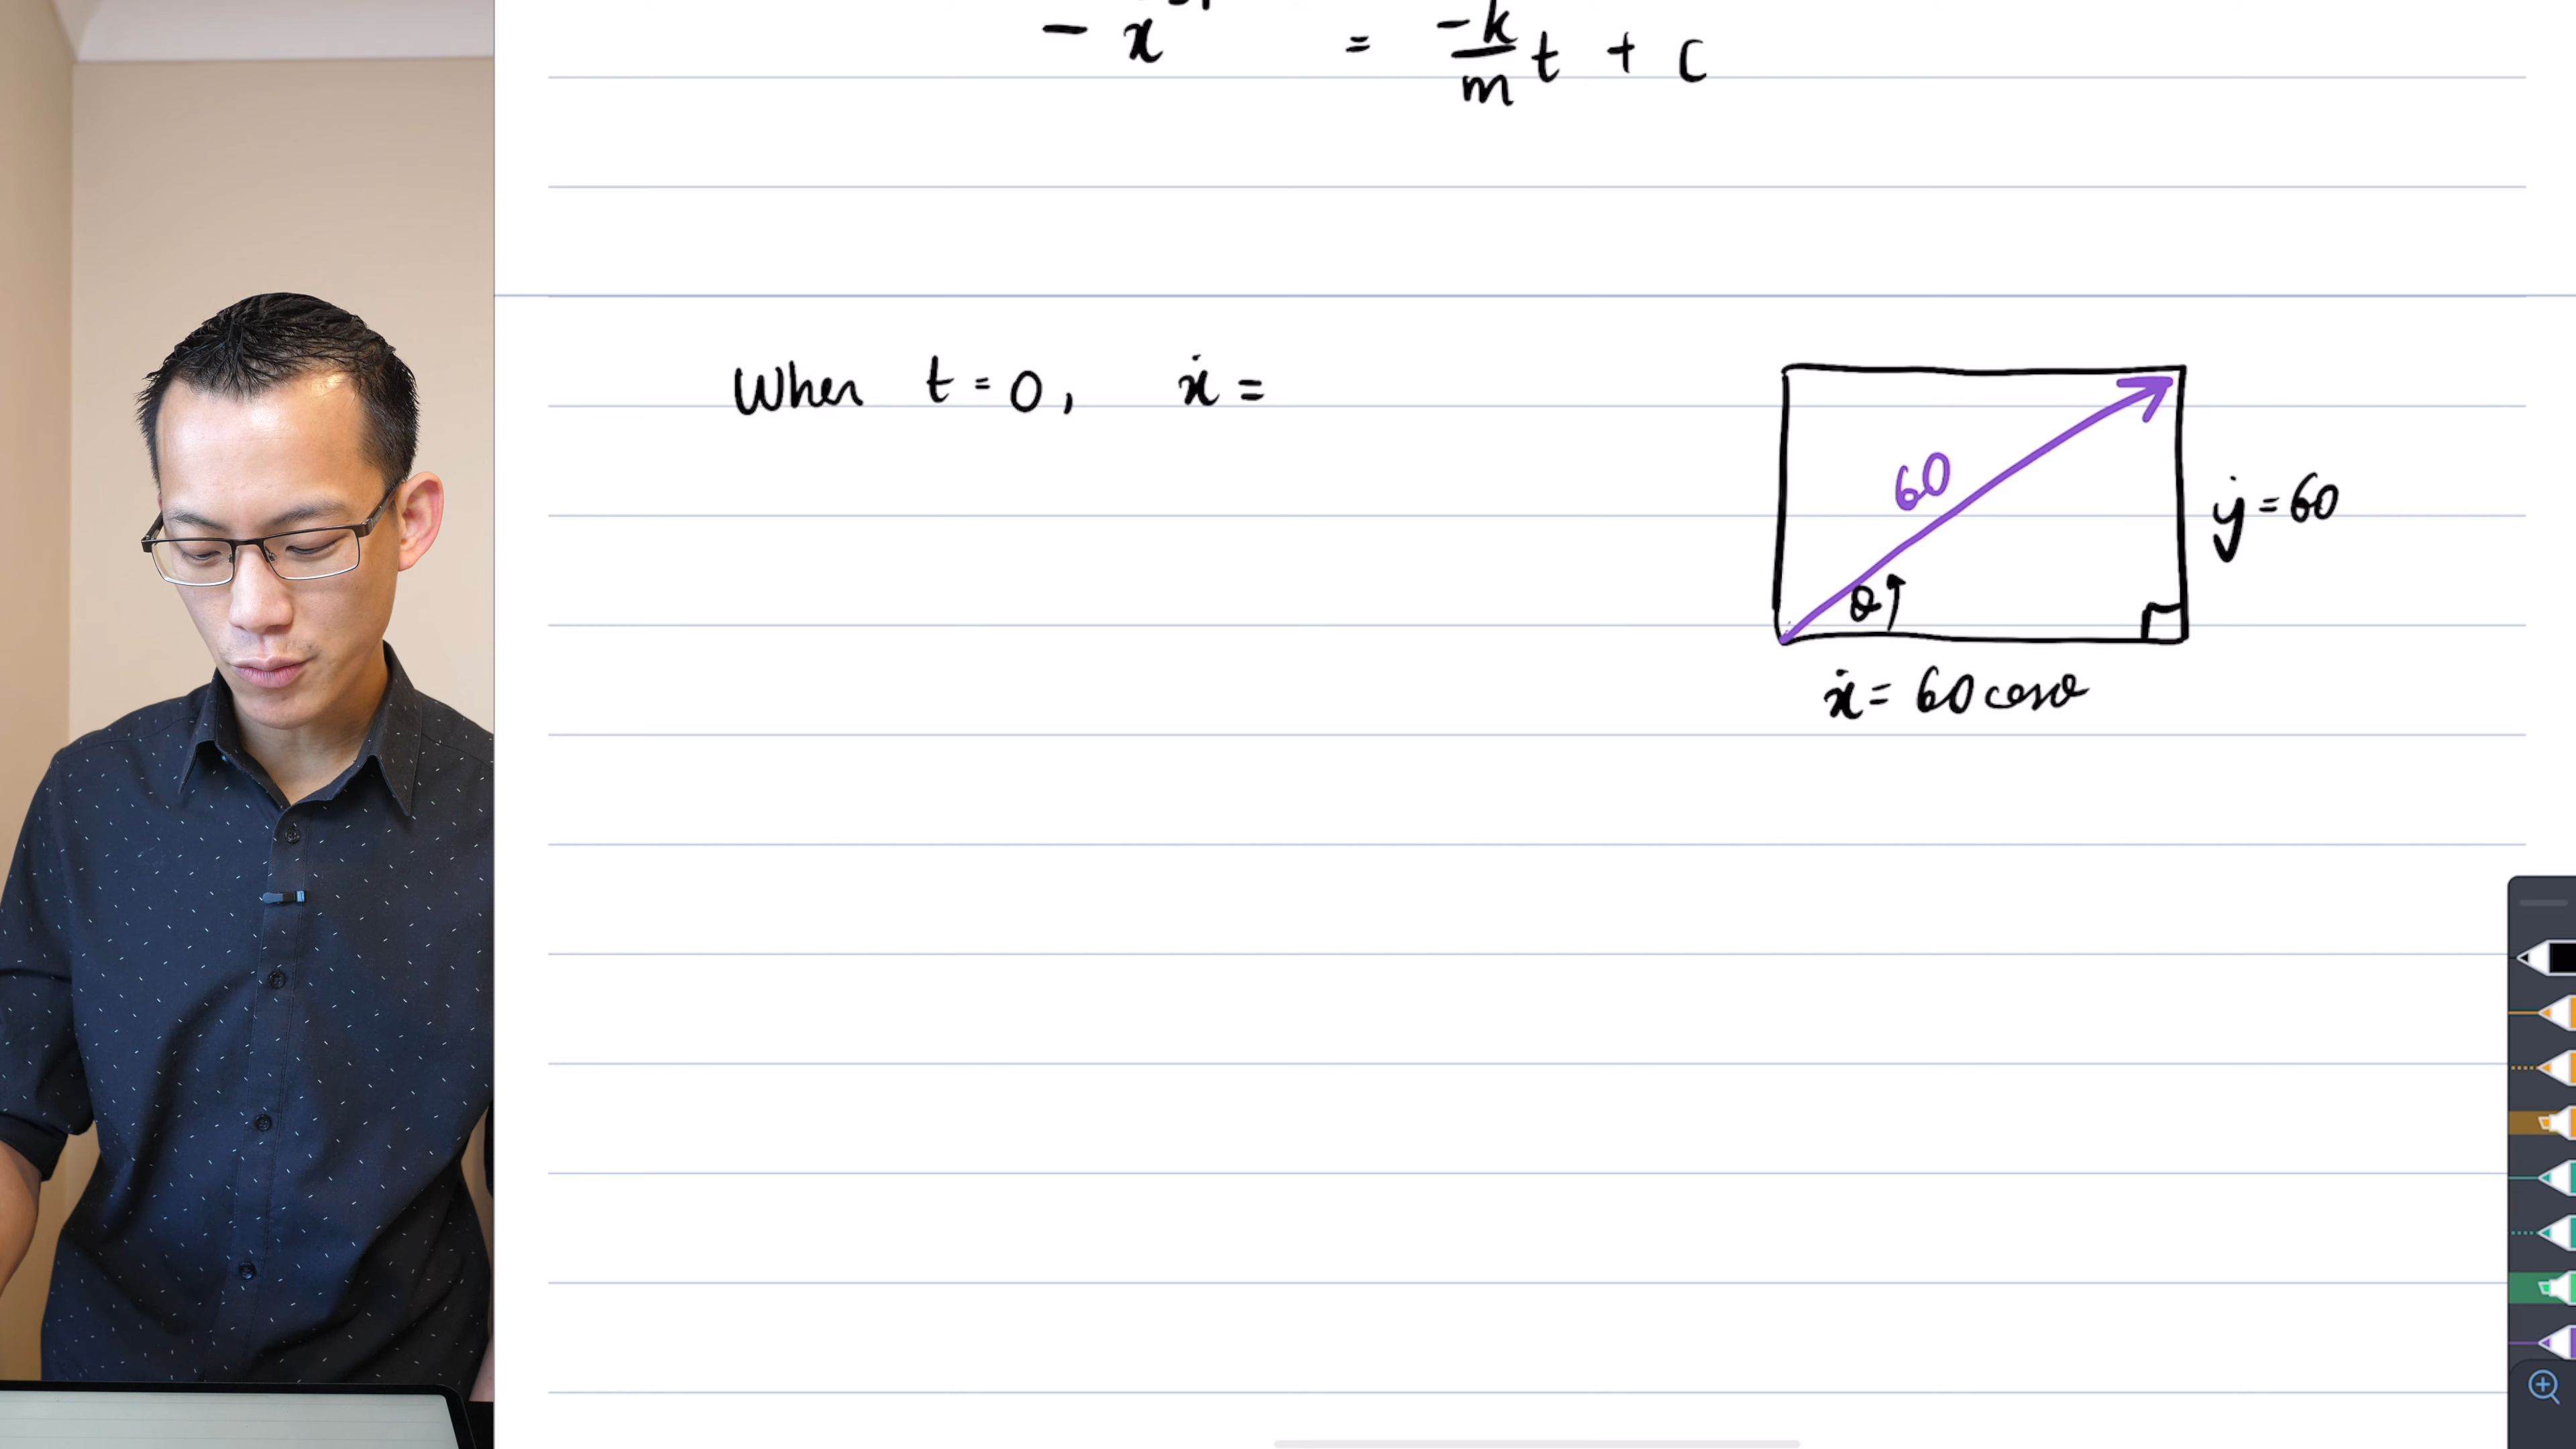 - x = -k/m t + C
When t = 0, ẋ =
60
ẏ = 60
θ
ẋ = 60 cosθ